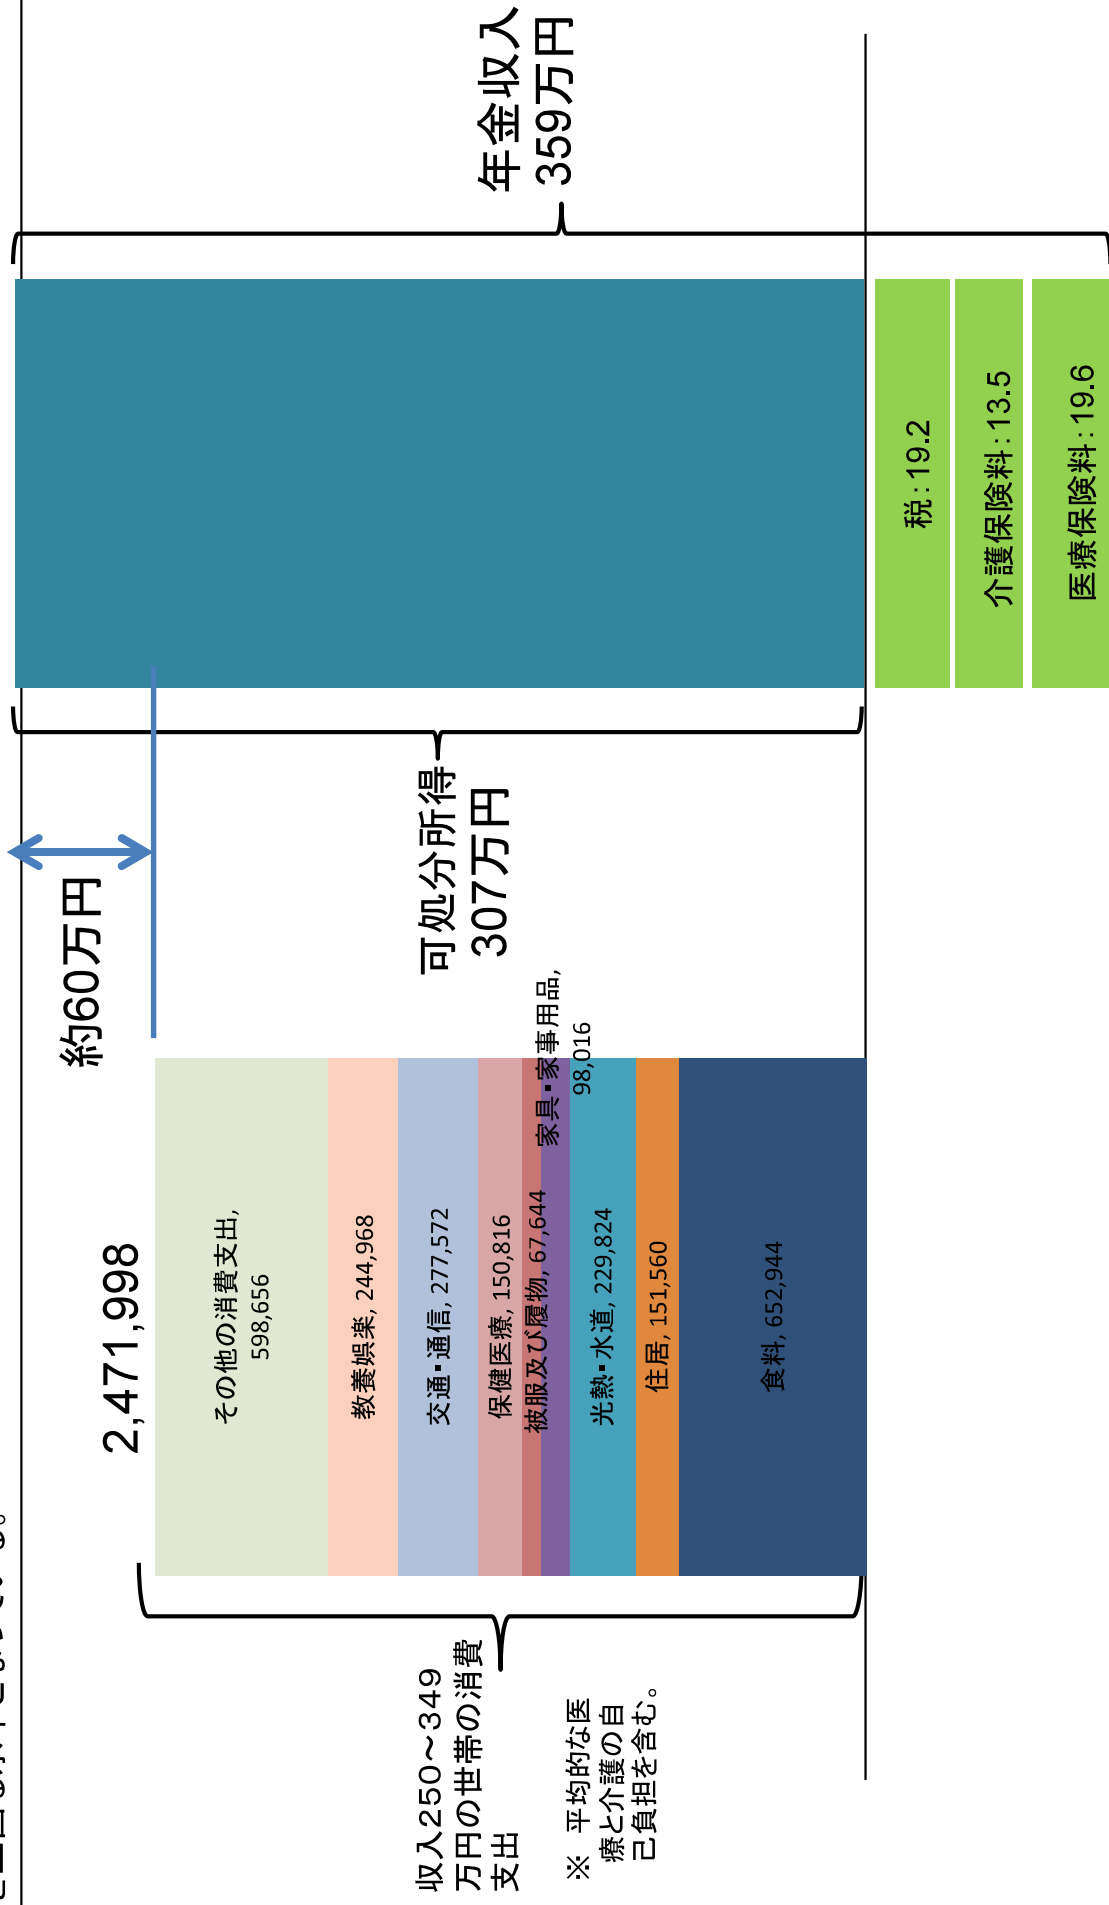 2,471,998
約60万円
年金収入
359万円
可処分所得
307万円
収入250～349
万円の世帯の消費
支出
※ 平均的な医
療と介護の自
己負担を含む。
その他の消費支出,
598,656
教養娯楽, 244,968
交通・通信, 277,572
保健医療, 150,816
被服及び履物, 67,644
家具・家事用品,
98,016
光熱・水道, 229,824
住居, 151,560
食料, 652,944
税：19.2
介護保険料：13.5
医療保険料：19.6